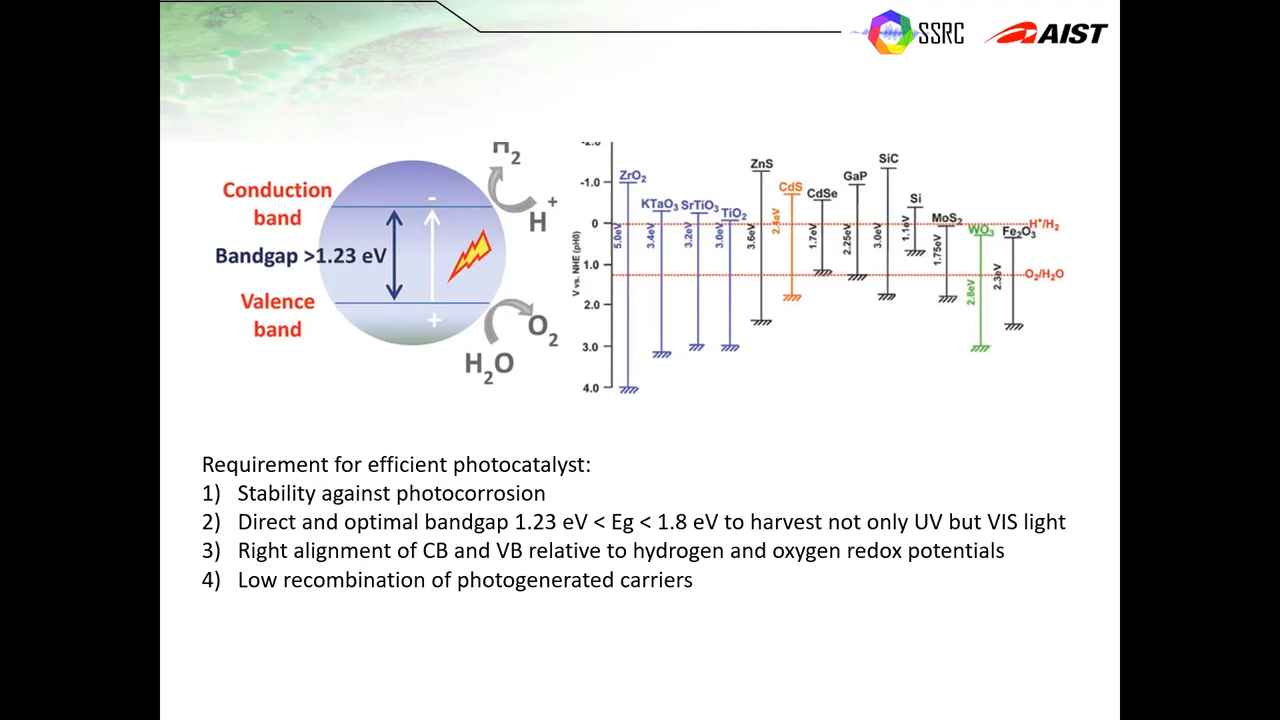 SSRC
AIST
H2
Conduction
band
-
H+
Bandgap >1.23 eV
Valence
band
+
O2
H2O
V vs. NHE (pH0)
-2.0
-1.0
0
1.0
2.0
3.0
4.0
ZrO2
5.0eV
KTaO3
3.4eV
SrTiO3
3.2eV
TiO2
3.0eV
ZnS
3.6eV
CdS
2.4eV
CdSe
1.7eV
GaP
2.25eV
SiC
3.0eV
Si
1.1eV
MoS2
1.75eV
WO3
2.8eV
Fe2O3
2.3eV
H+/H2
O2/H2O
Requirement for efficient photocatalyst:
1) Stability against photocorrosion
2) Direct and optimal bandgap 1.23 eV < Eg < 1.8 eV to harvest not only UV but VIS light
3) Right alignment of CB and VB relative to hydrogen and oxygen redox potentials
4) Low recombination of photogenerated carriers